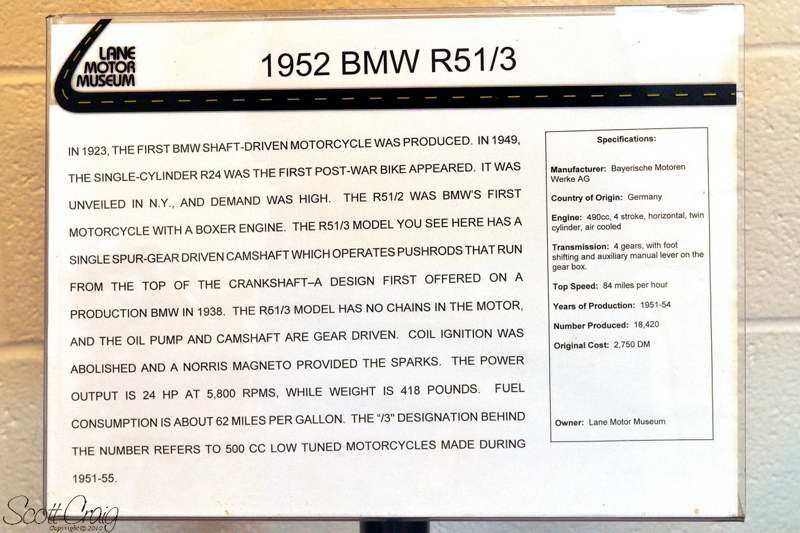 LANE
MOTOR
MUSEUM
1952 BMW R51/3
IN 1923, THE FIRST BMW SHAFT-DRIVEN MOTORCYCLE WAS PRODUCED. IN 1949,
THE SINGLE-CYLINDER R24 WAS THE FIRST POST-WAR BIKE APPEARED. IT WAS
UNVEILED IN N.Y., AND DEMAND WAS HIGH. THE R51/2 WAS BMW'S FIRST
MOTORCYCLE WITH A BOXER ENGINE. THE R51/3 MODEL YOU SEE HERE HAS A
SINGLE SPUR-GEAR DRIVEN CAMSHAFT WHICH OPERATES PUSHRODS THAT RUN
FROM THE TOP OF THE CRANKSHAFT–A DESIGN FIRST OFFERED ON A
PRODUCTION BMW IN 1938. THE R51/3 MODEL HAS NO CHAINS IN THE MOTOR,
AND THE OIL PUMP AND CAMSHAFT ARE GEAR DRIVEN. COIL IGNITION WAS
ABOLISHED AND A NORRIS MAGNETO PROVIDED THE SPARKS. THE POWER
OUTPUT IS 24 HP AT 5,800 RPMS, WHILE WEIGHT IS 418 POUNDS. FUEL
CONSUMPTION IS ABOUT 62 MILES PER GALLON. THE "/3" DESIGNATION BEHIND
THE NUMBER REFERS TO 500 CC LOW TUNED MOTORCYCLES MADE DURING
1951-55.
Specifications:
Manufacturer: Bayerische Motoren
Werke AG
Country of Origin: Germany
Engine: 490cc, 4 stroke, horizontal, twin
cylinder, air cooled
Transmission: 4 gears, with foot
shifting and auxiliary manual lever on the
gear box.
Top Speed: 84 miles per hour
Years of Production: 1951-54
Number Produced: 18,420
Original Cost: 2,750 DM
Owner: Lane Motor Museum
Scott Craig
Copyright © 2010